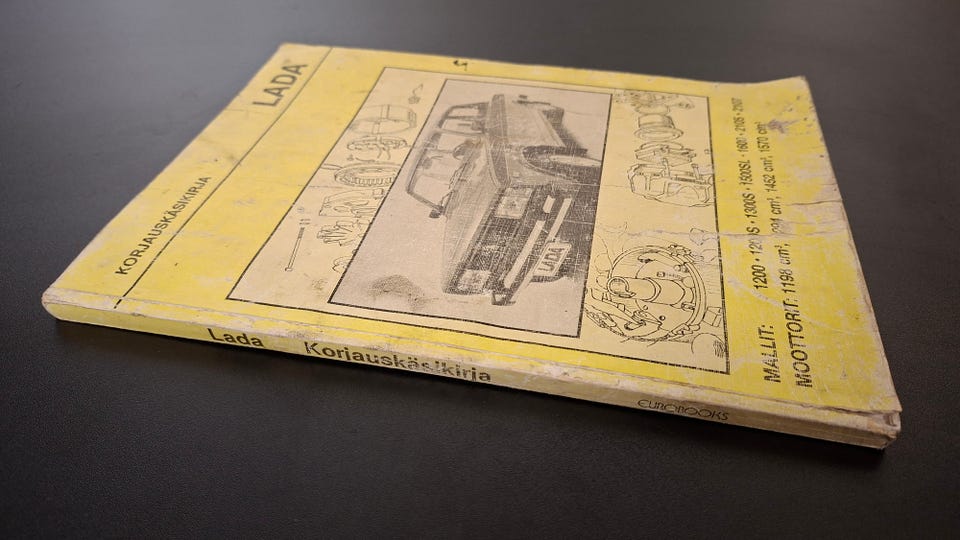 LADA
KORJAUSKÄSIKIRJA
LADA
MALLIT: 1200 • 1300S • 1500SL • 1600 • 2105 • 2107
MOOTTORIT: 1198 cm³, cm³, 1452 cm³, 1570 cm³
Lada Korjauskäsikirja EUROBOOKS